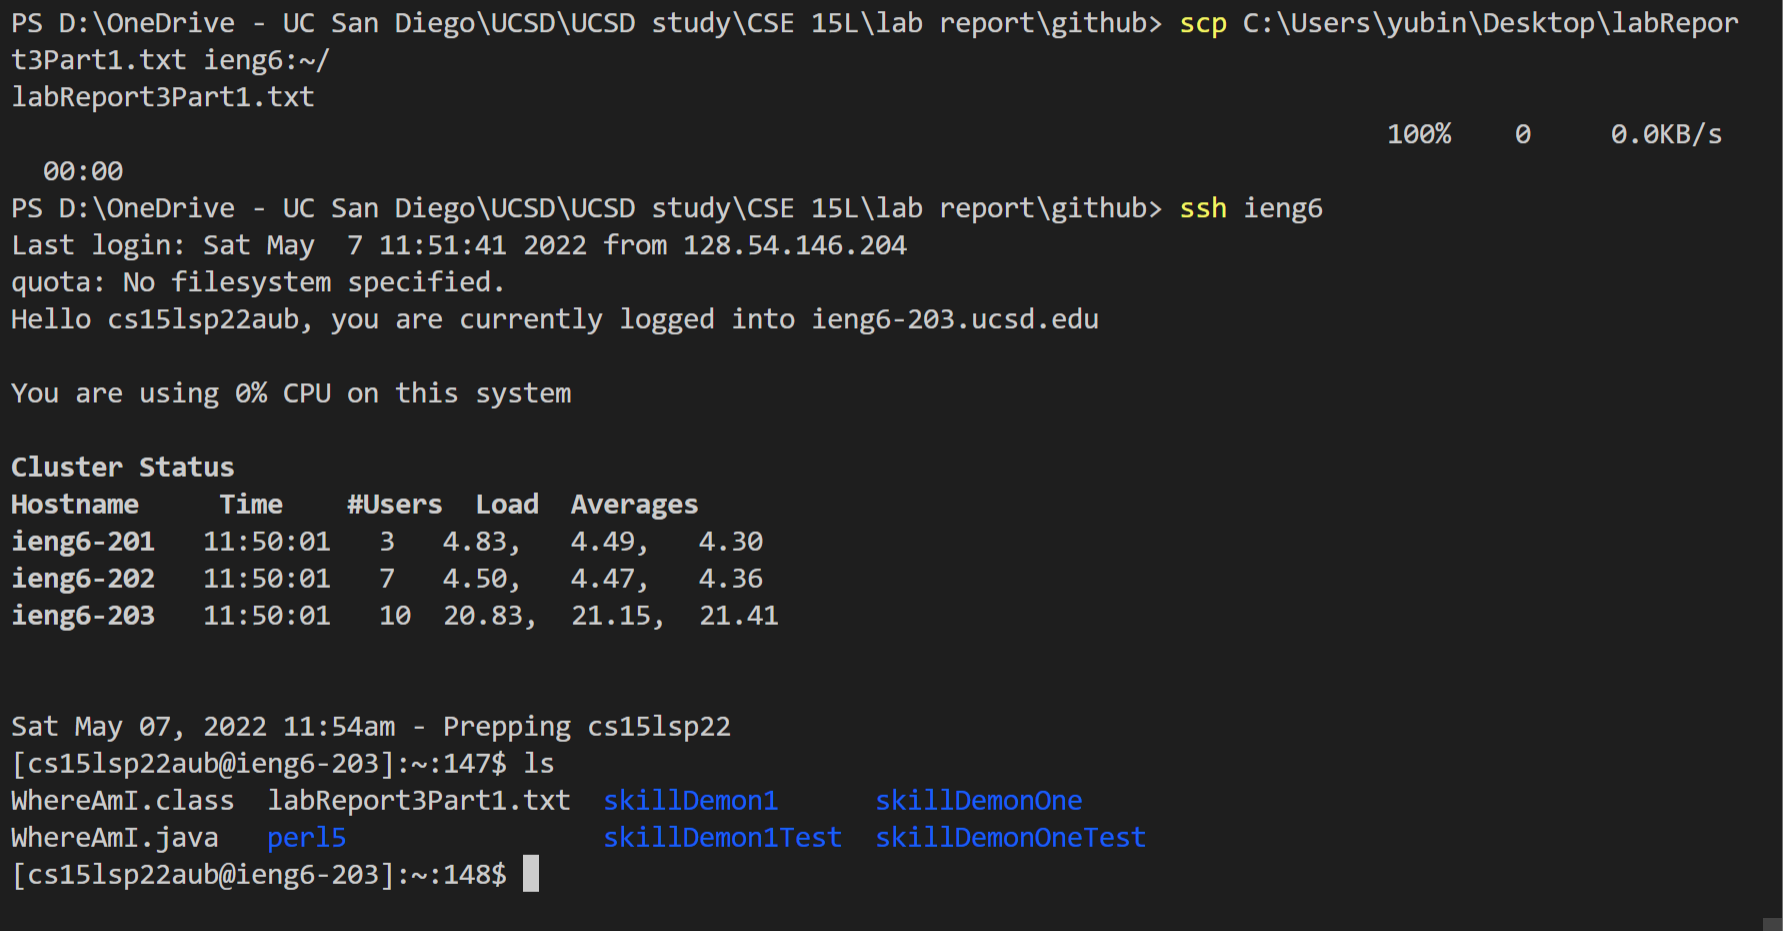 PS D:\OneDrive - UC San Diego\UCSD\UCSD study\CSE 15L\lab report\github> scp C:\Users\yubin\Desktop\labRepor
t3Part1.txt ieng6:~/
labReport3Part1.txt
100%    0     0.0KB/s
  00:00
PS D:\OneDrive - UC San Diego\UCSD\UCSD study\CSE 15L\lab report\github> ssh ieng6
Last login: Sat May  7 11:51:41 2022 from 128.54.146.204
quota: No filesystem specified.
Hello cs15lsp22aub, you are currently logged into ieng6-203.ucsd.edu
You are using 0% CPU on this system
Cluster Status
Hostname     Time    #Users  Load  Averages
ieng6-201   11:50:01   3   4.83,   4.49,   4.30
ieng6-202   11:50:01   7   4.50,   4.47,   4.36
ieng6-203   11:50:01   10  20.83,  21.15,  21.41
Sat May 07, 2022 11:54am - Prepping cs15lsp22
[cs15lsp22aub@ieng6-203]:~:147$ ls
WhereAmI.class  labReport3Part1.txt  skillDemon1      skillDemonOne
WhereAmI.java   perl5                skillDemon1Test  skillDemonOneTest
[cs15lsp22aub@ieng6-203]:~:148$